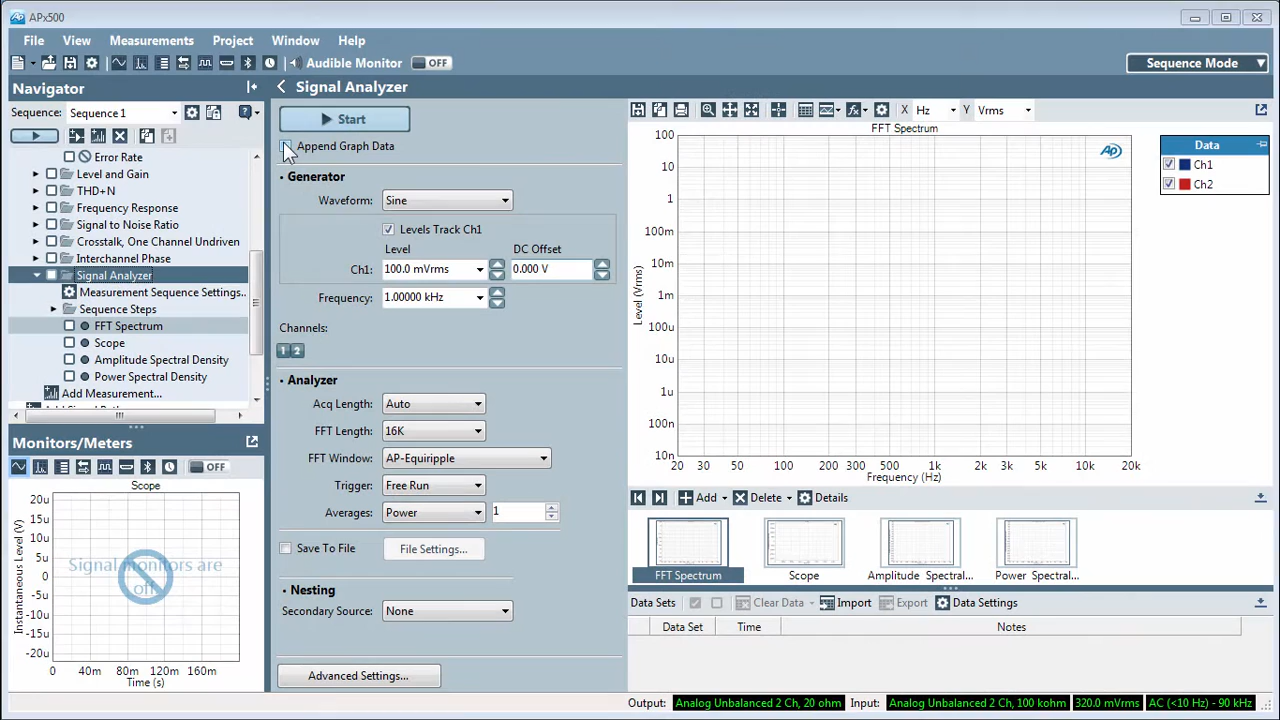 APx500
File View Measurements Project Window Help
Audible Monitor OFF
Sequence Mode
Navigator
Sequence: Sequence 1
Error Rate
Level and Gain
THD+N
Frequency Response
Signal to Noise Ratio
Crosstalk, One Channel Undriven
Interchannel Phase
Signal Analyzer
Measurement Sequence Settings...
Sequence Steps
FFT Spectrum
Scope
Amplitude Spectral Density
Power Spectral Density
Add Measurement...
Monitors/Meters
OFF
Scope
20u
15u
10u
5u
0
-5u
-10u
-15u
-20u
Instantaneous Level (V)
Signal monitors are
off
0 40m 80m 120m 160m
Time (s)
Signal Analyzer
Start
Append Graph Data
Generator
Waveform: Sine
Levels Track Ch1
Level DC Offset
Ch1: 100.0 mVrms 0.000 V
Frequency: 1.00000 kHz
Channels:
1 2
Analyzer
Acq Length: Auto
FFT Length: 16K
FFT Window: AP-Equiripple
Trigger: Free Run
Averages: Power 1
Save To File File Settings...
Nesting
Secondary Source: None
Advanced Settings...
X Hz Y Vrms
FFT Spectrum
100
10
1
100m
10m
1m
100u
10u
1u
100n
10n
Level (Vrms)
20 30 50 100 200 300 500 1k 2k 3k 5k 10k 20k
Frequency (Hz)
AP
Data
Ch1
Ch2
Add Delete Details
FFT Spectrum Scope Amplitude Spectral... Power Spectral...
Data Sets Clear Data Import Export Data Settings
Data Set Time Notes
Output: Analog Unbalanced 2 Ch, 20 ohm Input: Analog Unbalanced 2 Ch, 100 kohm 320.0 mVrms AC (<10 Hz) - 90 kHz